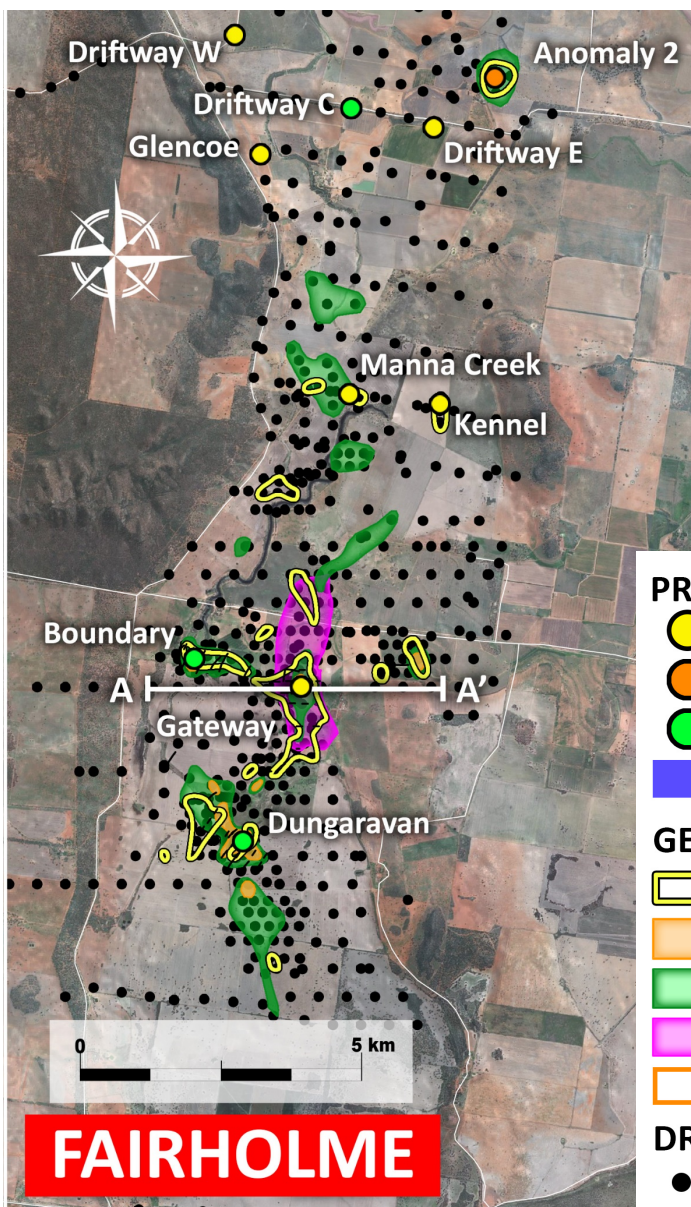 Driftway W
Anomaly 2
Driftway C
Driftway E
Glencoe
Manna Creek
Kennel
Boundary
A
A'
Gateway
Dungaravan
0
5 km
FAIRHOLME
PR
GE
DR